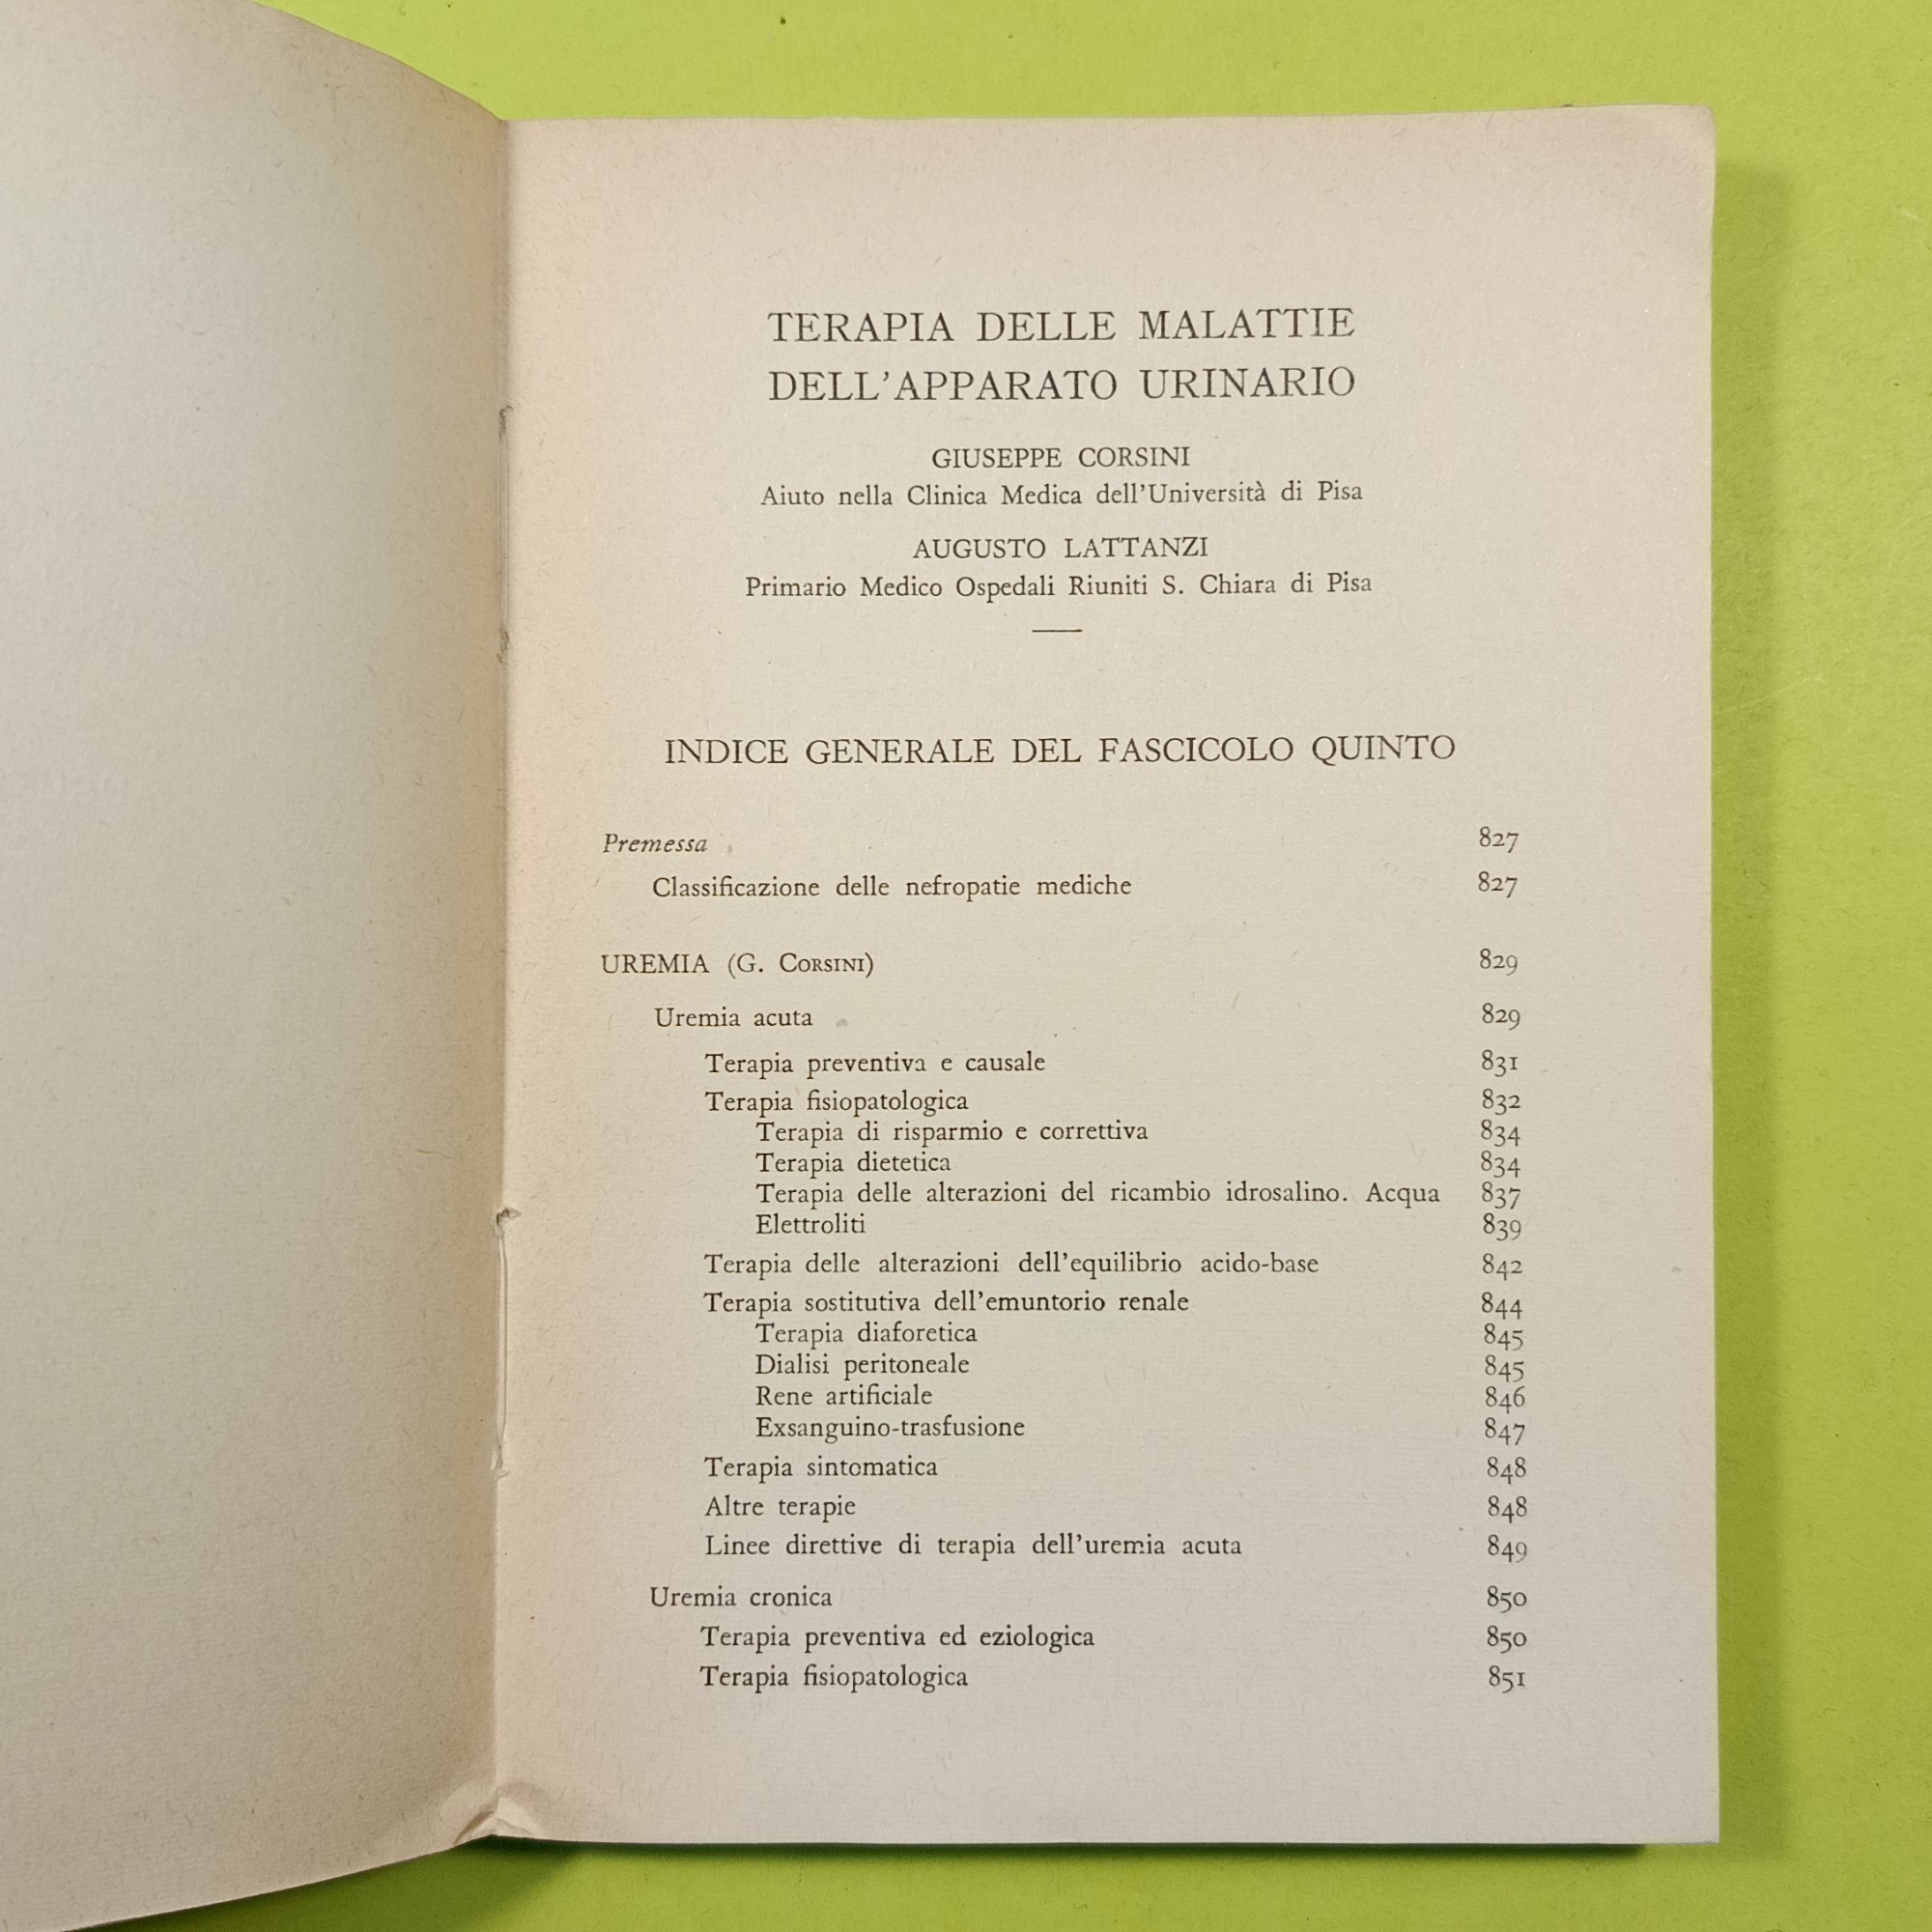 TERAPIA DELLE MALATTIE
DELL'APPARATO URINARIO
GIUSEPPE CORSINI
Aiuto nella Clinica Medica dell'Università di Pisa
AUGUSTO LATTANZI
Primario Medico Ospedali Riuniti S. Chiara di Pisa
INDICE GENERALE DEL FASCICOLO QUINTO
Premessa 827
Classificazione delle nefropatie mediche 827
UREMIA (G. CORSINI) 829
Uremia acuta 829
Terapia preventiva e causale 831
Terapia fisiopatologica 832
Terapia di risparmio e correttiva 834
Terapia dietetica 834
Terapia delle alterazioni del ricambio idrosalino. Acqua 837
Elettroliti 839
Terapia delle alterazioni dell'equilibrio acido-base 842
Terapia sostitutiva dell'emuntorio renale 844
Terapia diaforetica 845
Dialisi peritoneale 845
Rene artificiale 846
Exsanguino-trasfusione 847
Terapia sintomatica 848
Altre terapie 848
Linee direttive di terapia dell'uremia acuta 849
Uremia cronica 850
Terapia preventiva ed eziologica 850
Terapia fisiopatologica 851